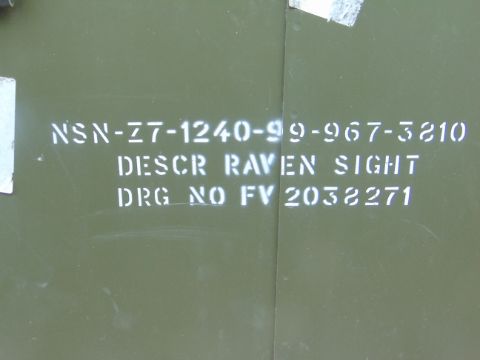 NSN-Z7-1240-99-967-3810
DESCR RAVEN SIGHT
DRG NO FV 2038271